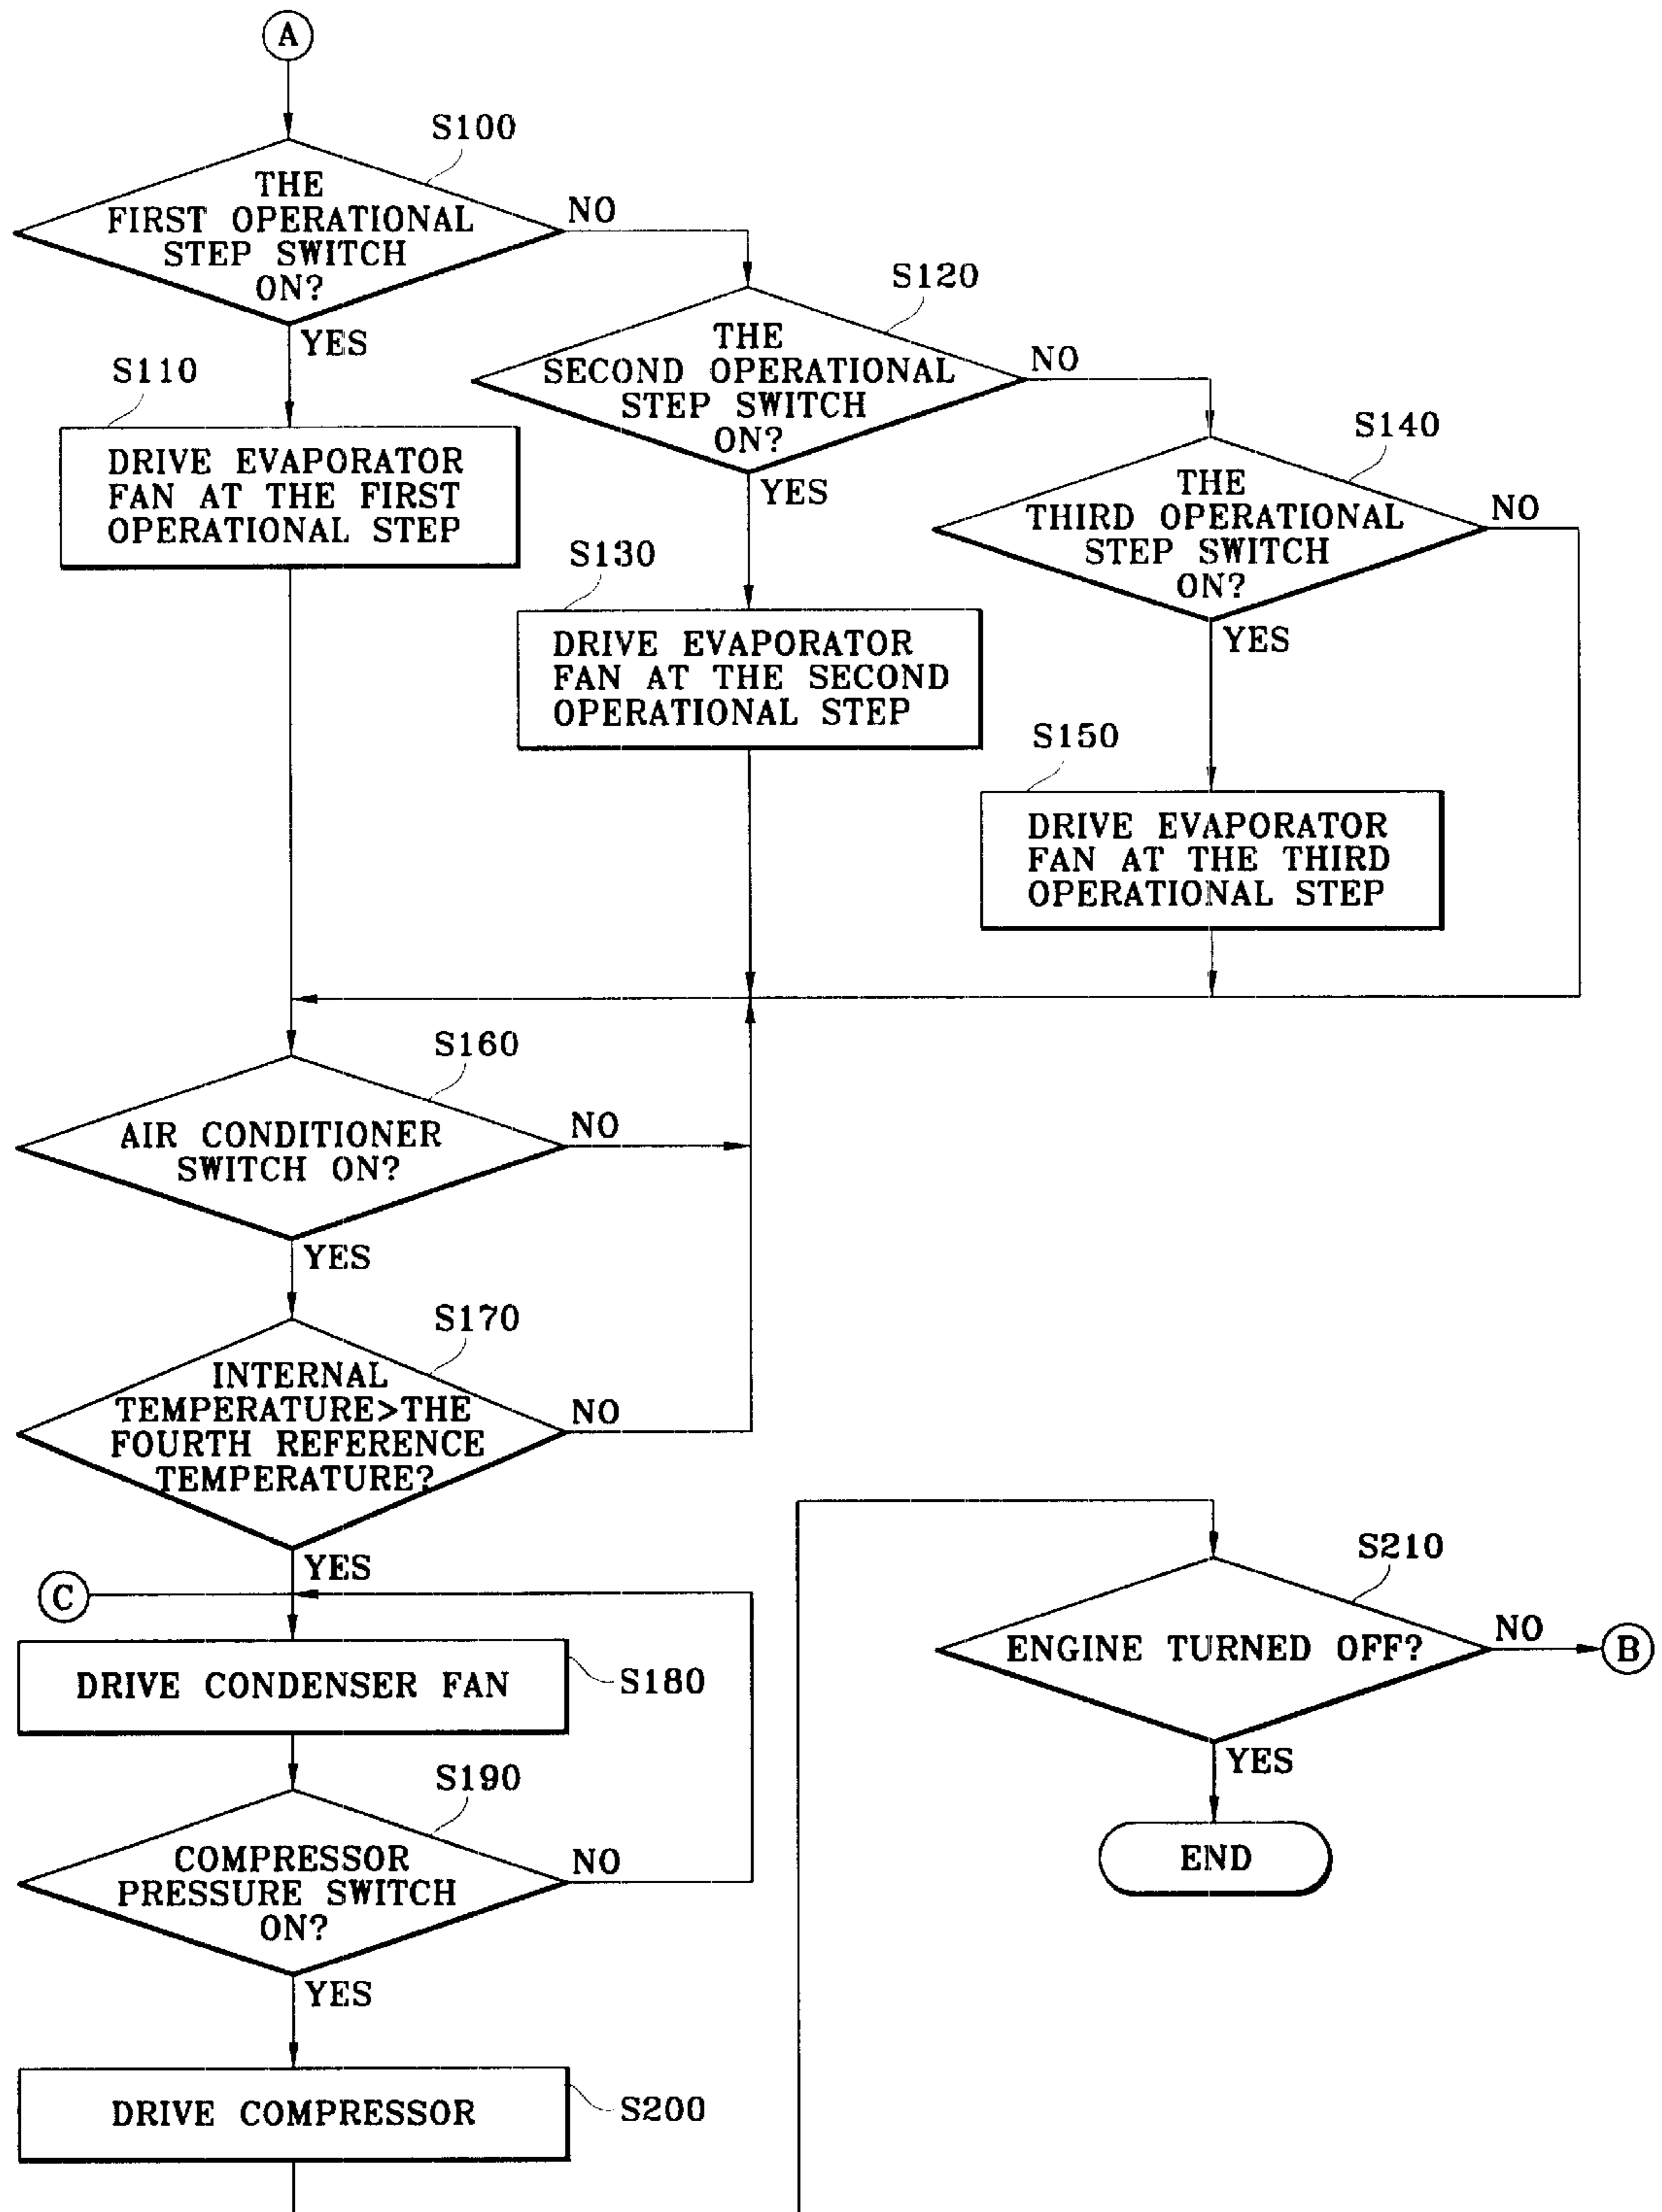 A
S100
THE
FIRST OPERATIONAL
STEP SWITCH
ON?
NO
YES
S120
THE
SECOND OPERATIONAL
STEP SWITCH
ON?
NO
YES
S110
DRIVE EVAPORATOR
FAN AT THE FIRST
OPERATIONAL STEP
S140
THE
THIRD OPERATIONAL
STEP SWITCH
ON?
NO
YES
S130
DRIVE EVAPORATOR
FAN AT THE SECOND
OPERATIONAL STEP
S150
DRIVE EVAPORATOR
FAN AT THE THIRD
OPERATIONAL STEP
S160
AIR CONDITIONER
SWITCH ON?
NO
YES
S170
INTERNAL
TEMPERATURE>THE
FOURTH REFERENCE
TEMPERATURE?
NO
YES
C
DRIVE CONDENSER FAN
S180
S190
COMPRESSOR
PRESSURE SWITCH
ON?
NO
YES
DRIVE COMPRESSOR
S200
S210
ENGINE TURNED OFF?
NO
B
YES
END